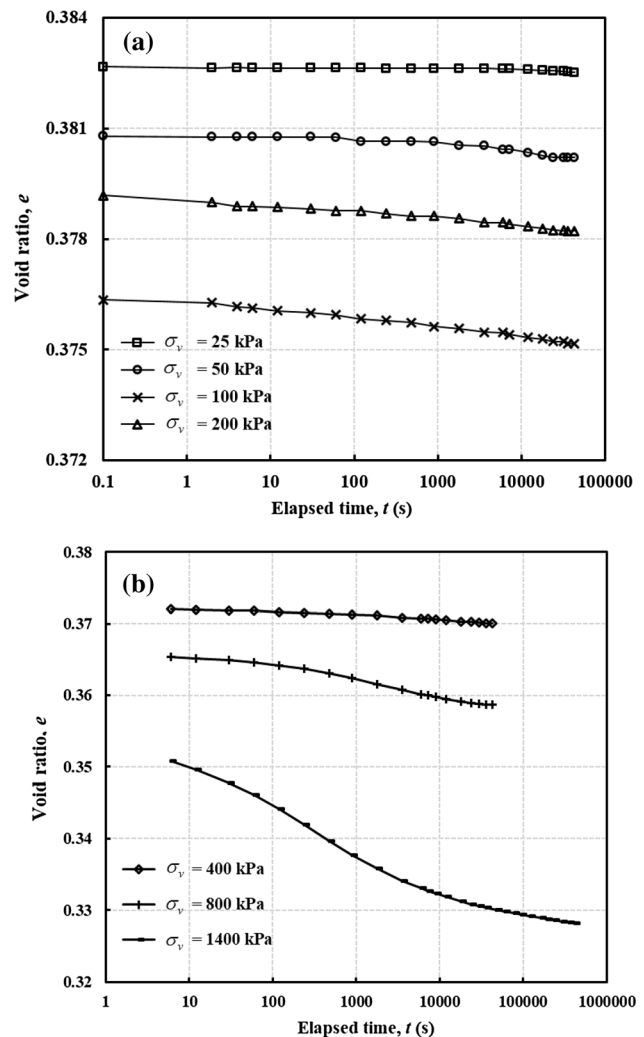 (a)
0.384
0.381
0.378
0.375
0.372
Void ratio, e
σv = 25 kPa
σv = 50 kPa
σv = 100 kPa
σv = 200 kPa
0.1 1 10 100 1000 10000 100000
Elapsed time, t (s)
(b)
0.38
0.37
0.36
0.35
0.34
0.33
0.32
Void ratio, e
σv = 400 kPa
σv = 800 kPa
σv = 1400 kPa
1 10 100 1000 10000 100000 1000000
Elapsed time, t (s)